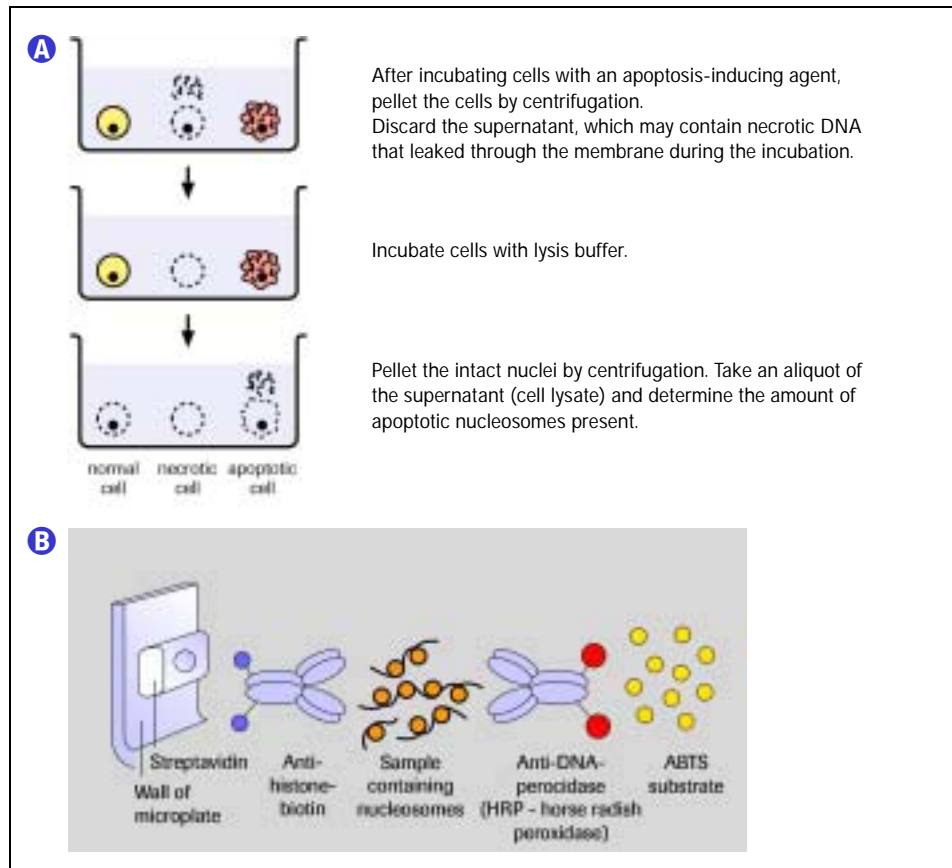 A
After incubating cells with an apoptosis-inducing agent,
pellet the cells by centrifugation.
Discard the supernatant, which may contain necrotic DNA
that leaked through the membrane during the incubation.
Incubate cells with lysis buffer.
Pellet the intact nuclei by centrifugation. Take an aliquot of
the supernatant (cell lysate) and determine the amount of
apoptotic nucleosomes present.
normal necrotic apoptotic
cell cell cell
B
Streptavidin
Wall of
microplate
Anti-
histone-
biotin
Sample
containing
nucleosomes
Anti-DNA-
perocidase
(HRP – horse radish
peroxidase)
ABTS
substrate